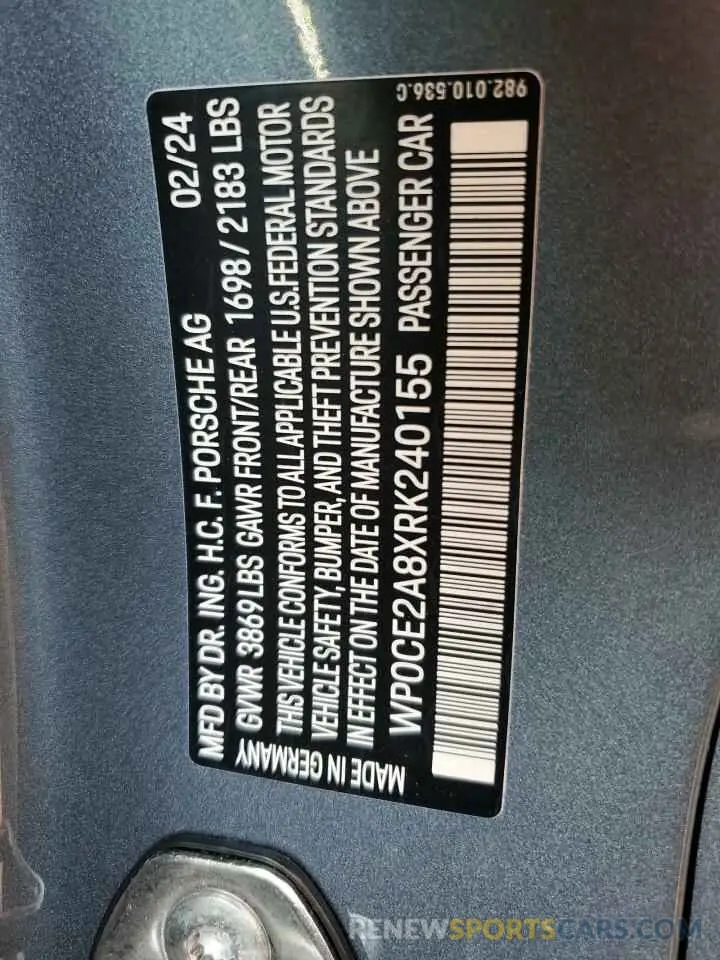 MFD BY DR. ING. H.C. F. PORSCHE AG 02/24
GVWR 3869 LBS GAWR FRONT/REAR 1698 / 2183 LBS
THIS VEHICLE CONFORMS TO ALL APPLICABLE U.S. FEDERAL MOTOR
VEHICLE SAFETY, BUMPER, AND THEFT PREVENTION STANDARDS
IN EFFECT ON THE DATE OF MANUFACTURE SHOWN ABOVE
WP0CE2A8XRK240155 PASSENGER CAR
MADE IN GERMANY
982.010.536.C
RENEWSPORTSCARS.COM